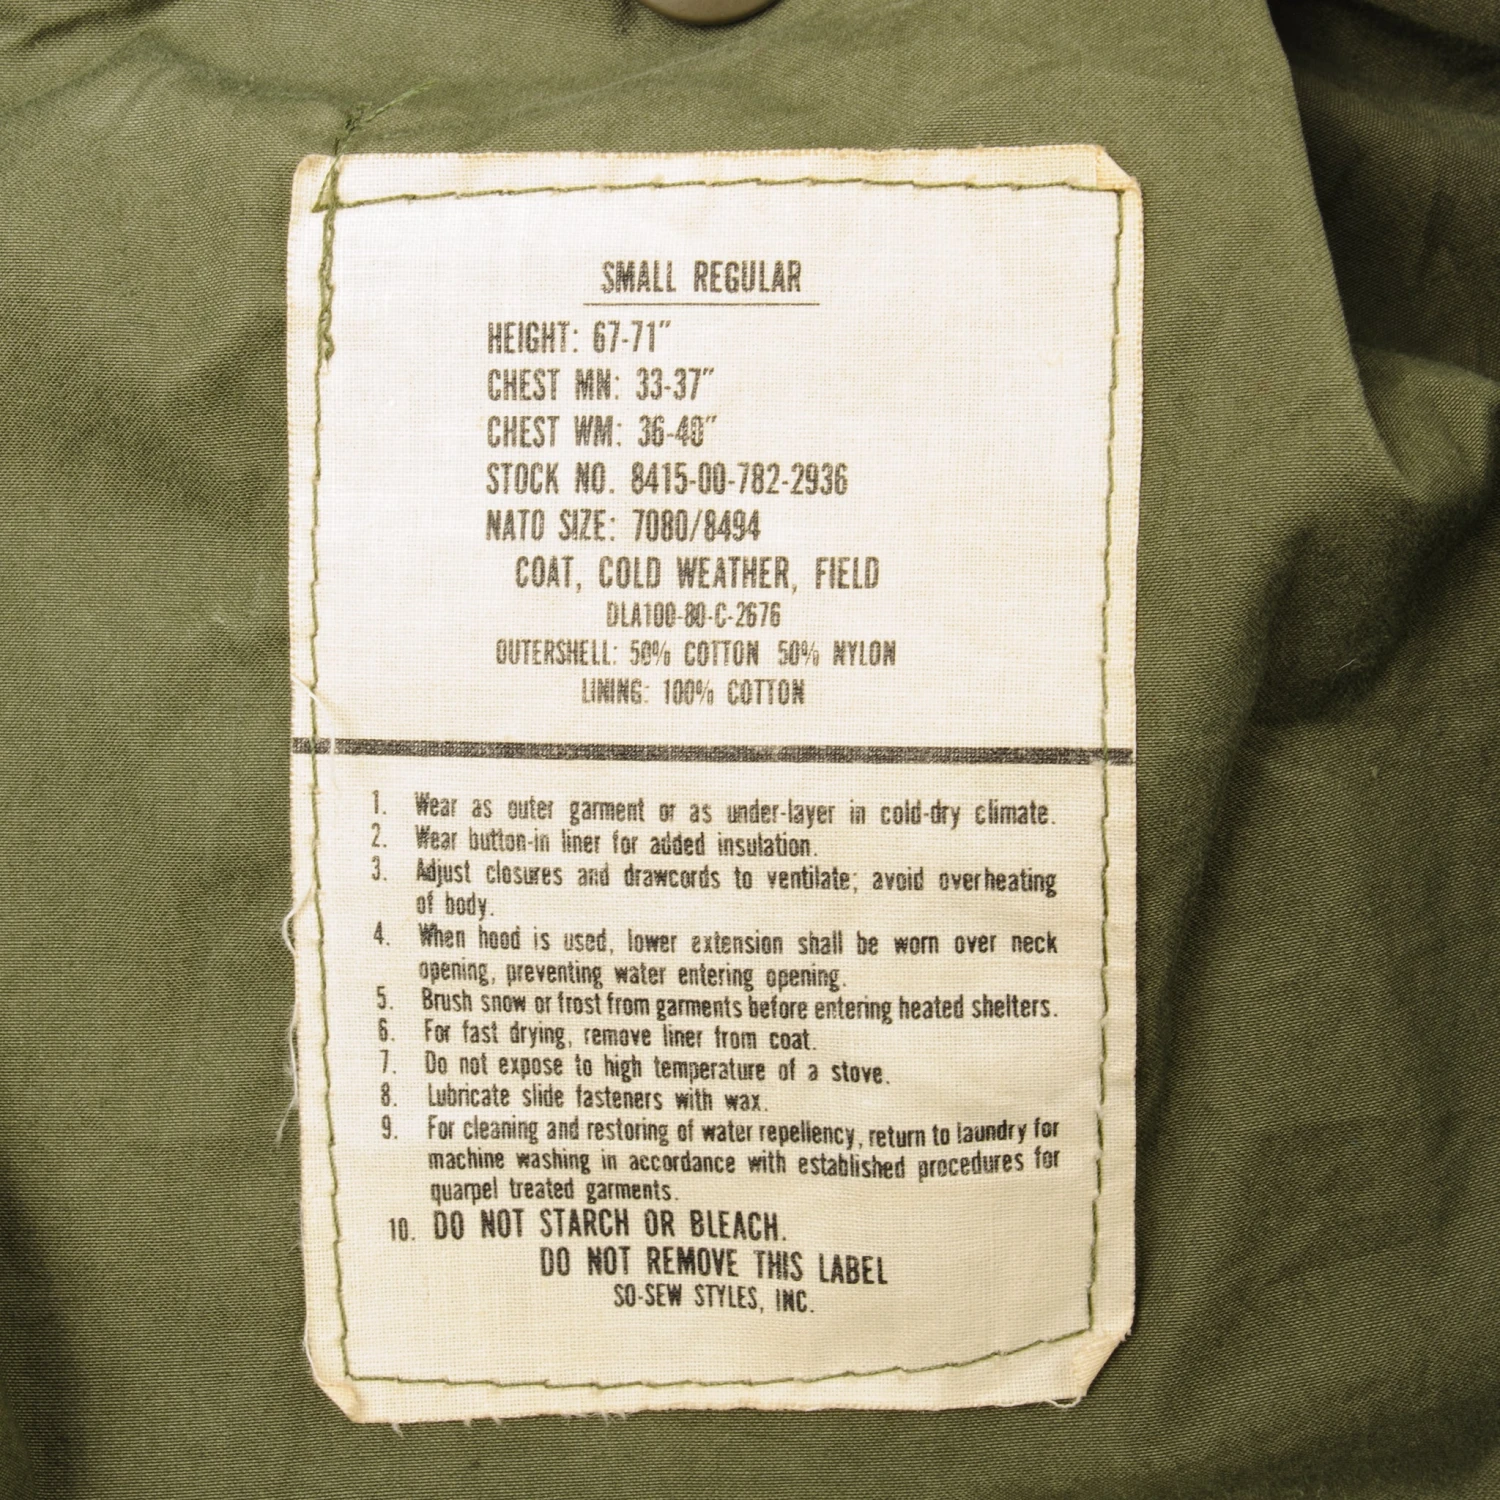 SMALL REGULAR
HEIGHT: 67-71"
CHEST MN: 33-37"
CHEST WM: 36-40"
STOCK NO. 8415-00-782-2936
NATO SIZE: 7080/8494
COAT, COLD WEATHER, FIELD
DLA100-80-C-2676
OUTERSHELL: 50% COTTON 50% NYLON
LINING: 100% COTTON
1. Wear as outer garment or as under-layer in cold-dry climate.
2. Wear button-in liner for added insulation.
3. Adjust closures and drawcords to ventilate; avoid overheating
of body.
4. When hood is used, lower extension shall be worn over neck
opening, preventing water entering opening.
5. Brush snow or frost from garments before entering heated shelters.
6. For fast drying, remove liner from coat.
7. Do not expose to high temperature of a stove.
8. Lubricate slide fasteners with wax.
9. For cleaning and restoring of water repellency, return to laundry for
machine washing in accordance with established procedures for
quarpel treated garments.
10. DO NOT STARCH OR BLEACH.
DO NOT REMOVE THIS LABEL
SO-SEW STYLES, INC.